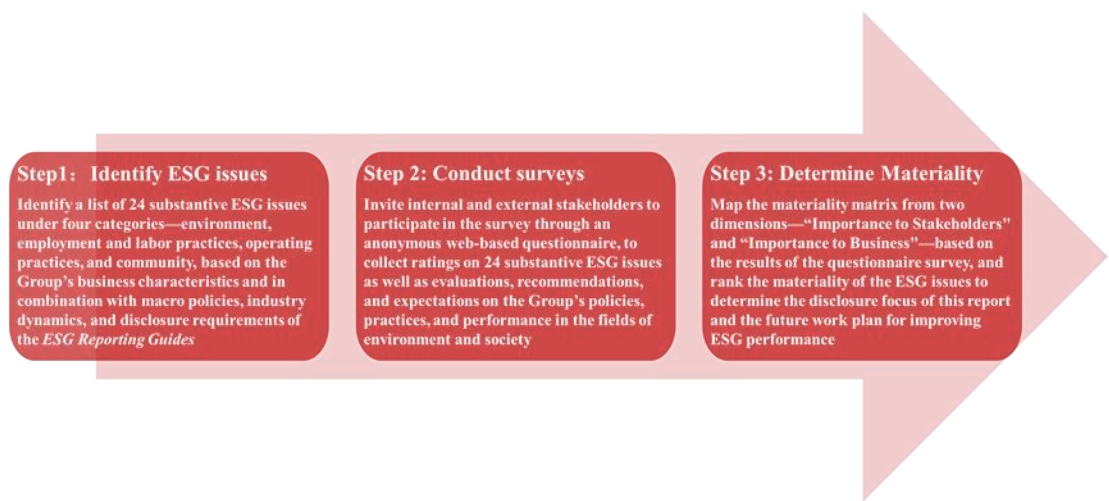 Step1: Identify ESG issues
Identify a list of 24 substantive ESG issues
under four categories—environment,
employment and labor practices, operating
practices, and community, based on the
Group's business characteristics and in
combination with macro policies, industry
dynamics, and disclosure requirements of
the ESG Reporting Guides
Step 2: Conduct surveys
Invite internal and external stakeholders to
participate in the survey through an
anonymous web-based questionnaire, to
collect ratings on 24 substantive ESG issues
as well as evaluations, recommendations,
and expectations on the Group's policies,
practices, and performance in the fields of
environment and society
Step 3: Determine Materiality
Map the materiality matrix from two
dimensions—“Importance to Stakeholders"
and “Importance to Business"—based on
the results of the questionnaire survey, and
rank the materiality of the ESG issues to
determine the disclosure focus of this report
and the future work plan for improving
ESG performance